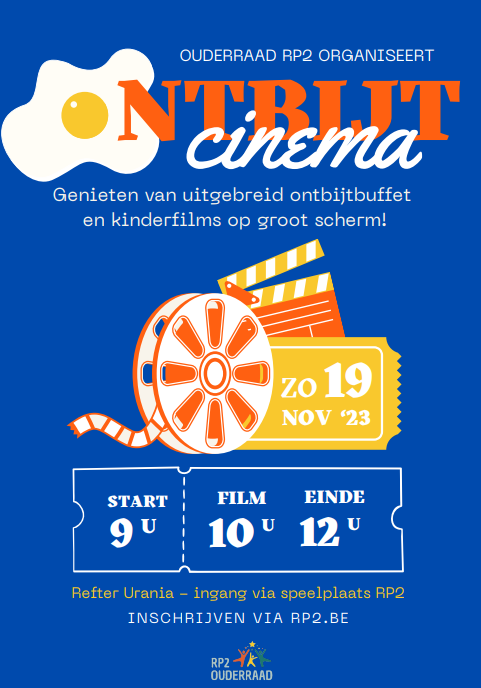 OUDERRAAD RP2 ORGANISEERT
ONTBIJT
cinema
Genieten van uitgebreid ontbijtbuffet
en kinderfilms op groot scherm!
ZO 19
NOV ‘23
START FILM EINDE
9 U 10 U 12 U
Refter Urania – ingang via speelplaats RP2
INSCHRIJVEN VIA RP2.BE
RP2
OUDERRAAD